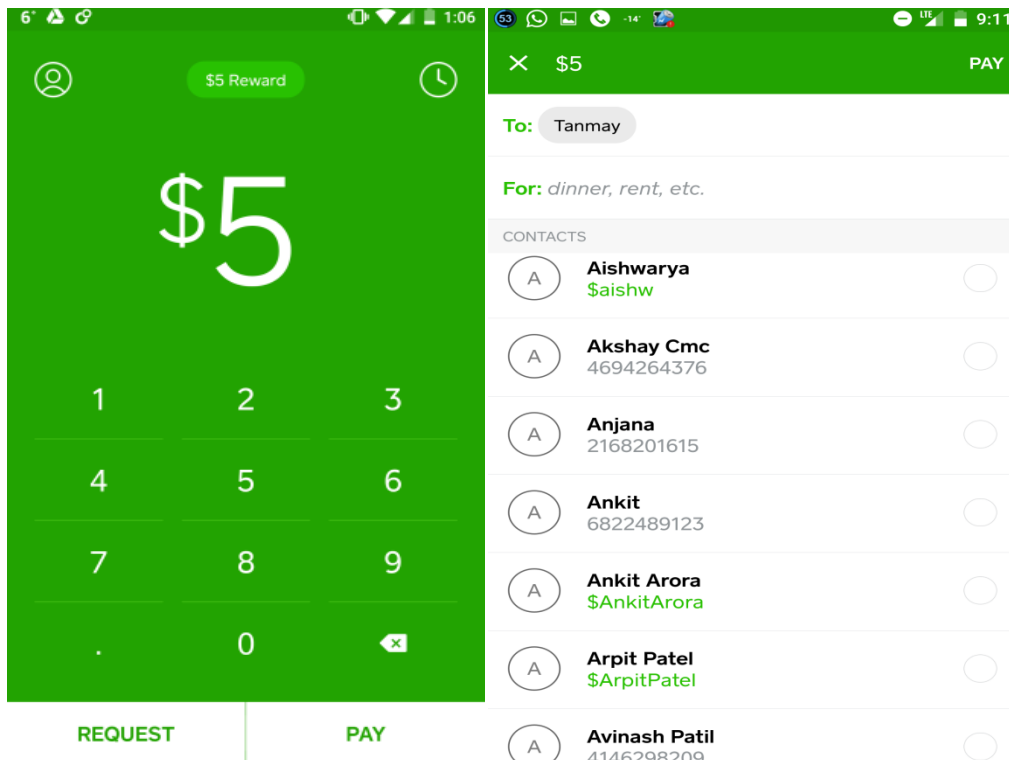 6°
1:06
$5 Reward
$5
1 2 3
4 5 6
7 8 9
. 0
REQUEST PAY
53 -14° LTE 9:11
$5 PAY
To: Tanmay
For: dinner, rent, etc.
CONTACTS
A Aishwarya
$aishw
A Akshay Cmc
4694264376
A Anjana
2168201615
A Ankit
6822489123
A Ankit Arora
$AnkitArora
A Arpit Patel
$ArpitPatel
A Avinash Patil
4146298209